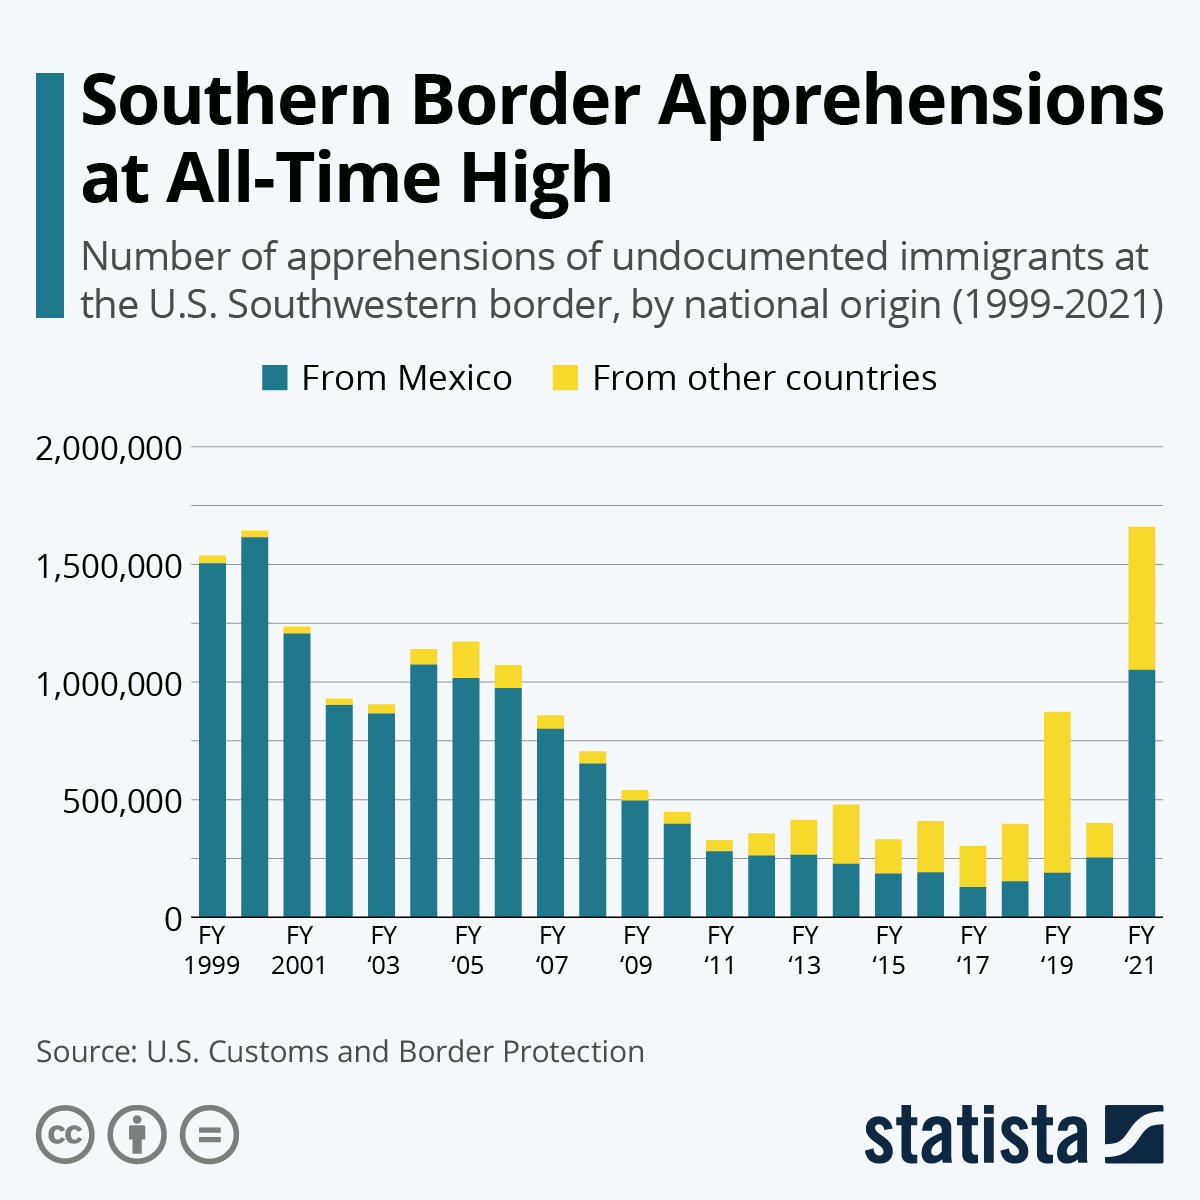 Southern Border Apprehensions
at All-Time High
Number of apprehensions of undocumented immigrants at
the U.S. Southwestern border, by national origin (1999-2021)
From Mexico
From other countries
2,000,000
1,500,000
1,000,000
500,000
0
FY
1999
FY
2001
FY
‘03
FY
‘05
FY
‘07
FY
‘09
FY
‘11
FY
‘13
FY
‘15
FY
‘17
FY
‘19
FY
‘21
Source: U.S. Customs and Border Protection
cc
statista